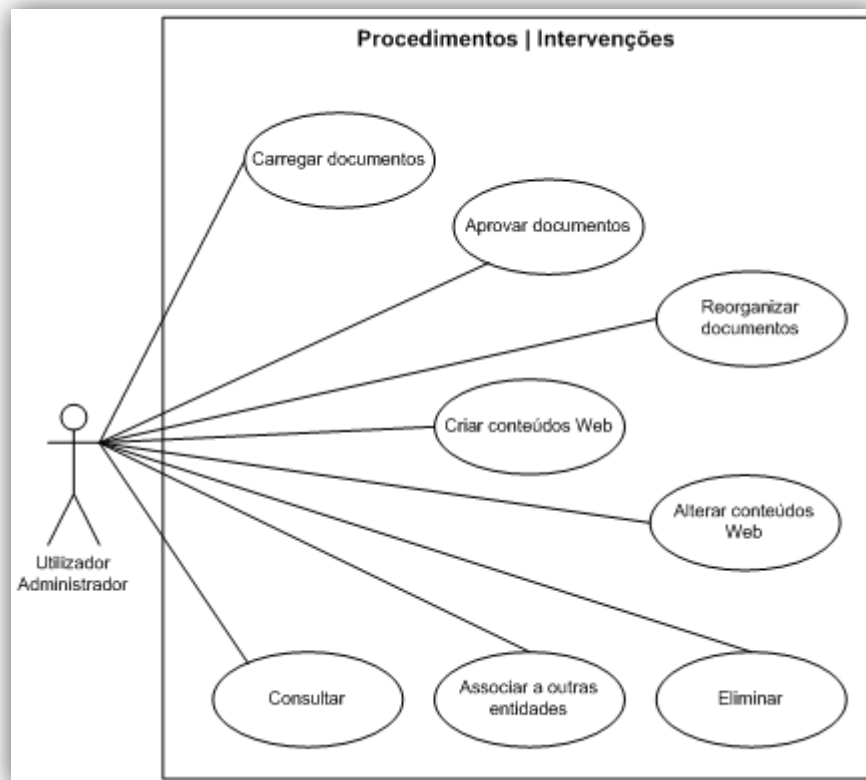 Procedimentos | Intervenções
Carregar documentos
Aprovar documentos
Reorganizar
documentos
Criar conteúdos Web
Alterar conteúdos
Web
Utilizador
Administrador
Consultar
Associar a outras
entidades
Eliminar